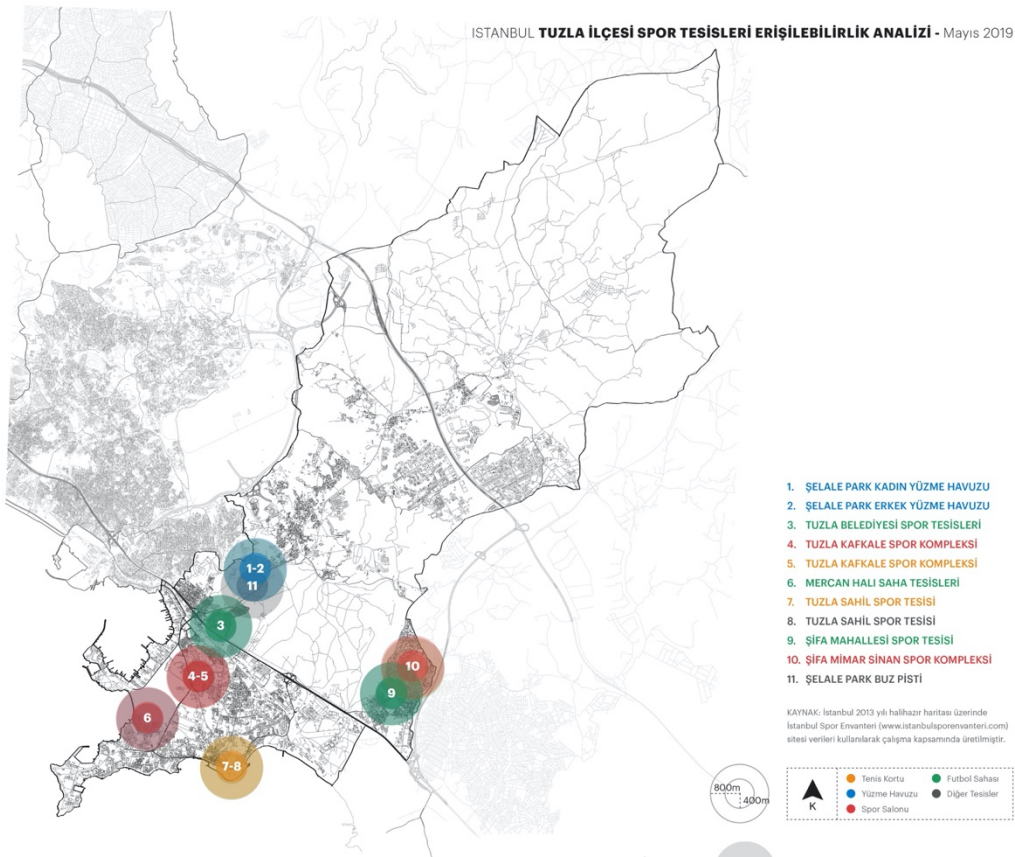 ISTANBUL TUZLA İLÇESİ SPOR TESİSLERİ ERİŞİLEBİLİRLİK ANALİZİ - Mayıs 2019
1-2
11
3
4-5
6
7-8
10
9
1. ŞELALE PARK KADIN YÜZME HAVUZU
2. ŞELALE PARK ERKEK YÜZME HAVUZU
3. TUZLA BELEDİYESİ SPOR TESİSLERİ
4. TUZLA KAFKALE SPOR KOMPLEKSİ
5. TUZLA KAFKALE SPOR KOMPLEKSİ
6. MERCAN HALI SAHA TESİSLERİ
7. TUZLA SAHİL SPOR TESİSİ
8. TUZLA SAHİL SPOR TESİSİ
9. ŞİFA MAHALLESİ SPOR TESİSİ
10. ŞİFA MİMAR SİNAN SPOR KOMPLEKSİ
11. ŞELALE PARK BUZ PİSTİ
KAYNAK: İstanbul 2013 yılı halihazır haritası üzerinde
İstanbul Spor Envanteri (www.istanbulsporenvanteri.com)
sitesi verileri kullanılarak çalışma kapsamında üretilmiştir.
800m
400m
K
Tenis Kortu
Yüzme Havuzu
Spor Salonu
Futbol Sahası
Diğer Tesisler